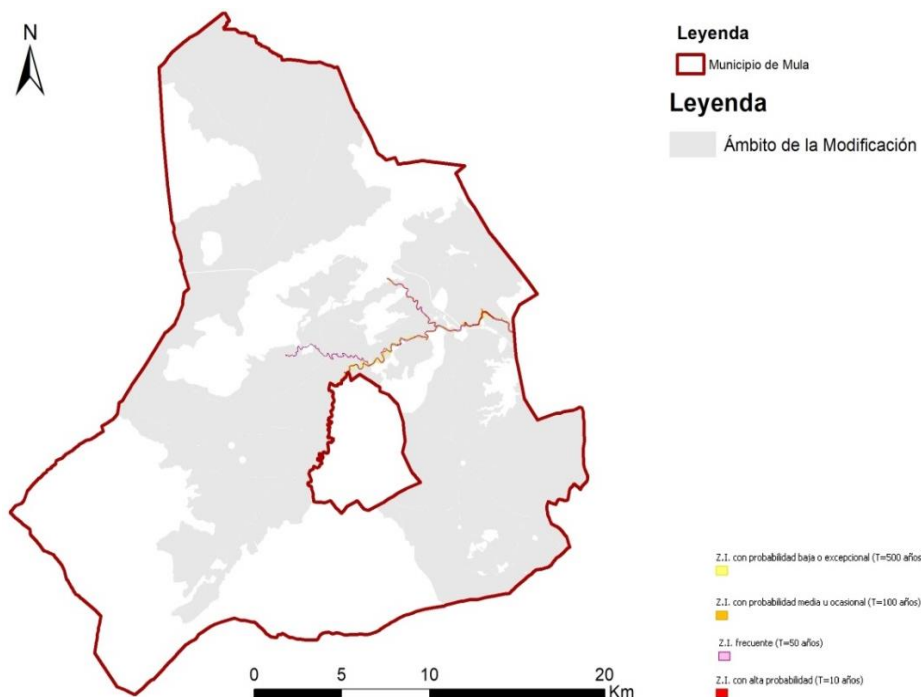 N
Leyenda
Municipio de Mula
Leyenda
Ámbito de la Modificación
Z.I. con probabilidad baja o excepcional (T=500 años
Z.I. con probabilidad media u ocasional (T=100 años)
Z.I. frecuente (T=50 años)
Z.I. con alta probabilidad (T=10 años)
0 5 10 20
Km